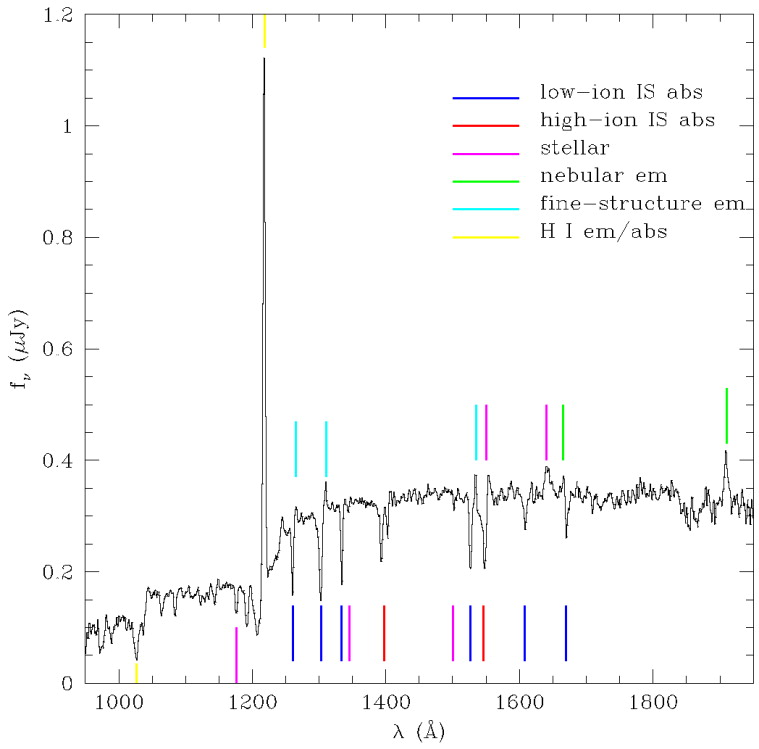 1.2
1
0.8
0.6
0.4
0.2
0
f_ν (μJy)
low−ion IS abs
high−ion IS abs
stellar
nebular em
fine−structure em
H I em/abs
1000 1200 1400 1600 1800
λ (Å)